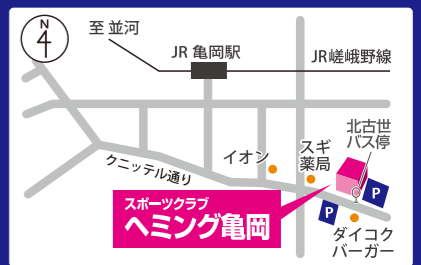 N
至 並河
JR 亀岡駅
JR嵯峨野線
北古世
バス停
スギ
薬局
イオン
クニッテル通り
スポーツクラブ
ヘミング亀岡
P
P
ダイコク
バーガー